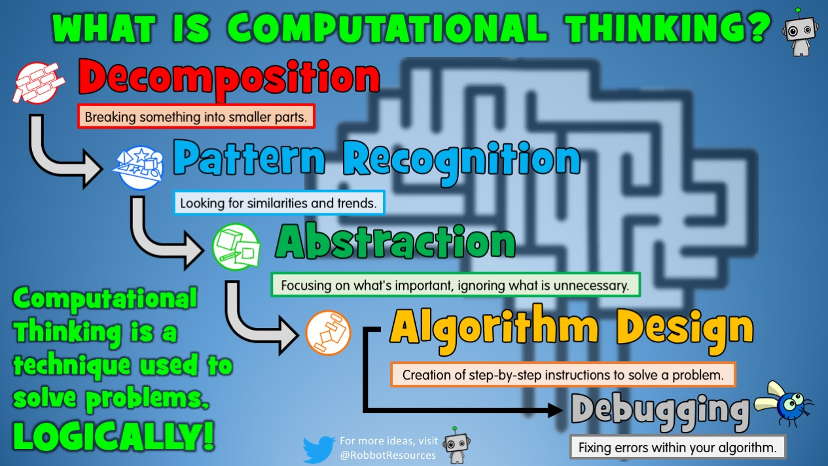 WHAT IS COMPUTATIONAL THINKING?
Decomposition
Breaking something into smaller parts.
Pattern Recognition
Looking for similarities and trends.
Abstraction
Focusing on what's important, ignoring what is unnecessary.
Algorithm Design
Creation of step-by-step instructions to solve a problem.
Debugging
Fixing errors within your algorithm.
Computational
Thinking is a
technique used to
solve problems,
LOGICALLY!
For more ideas, visit
@RobbotResources